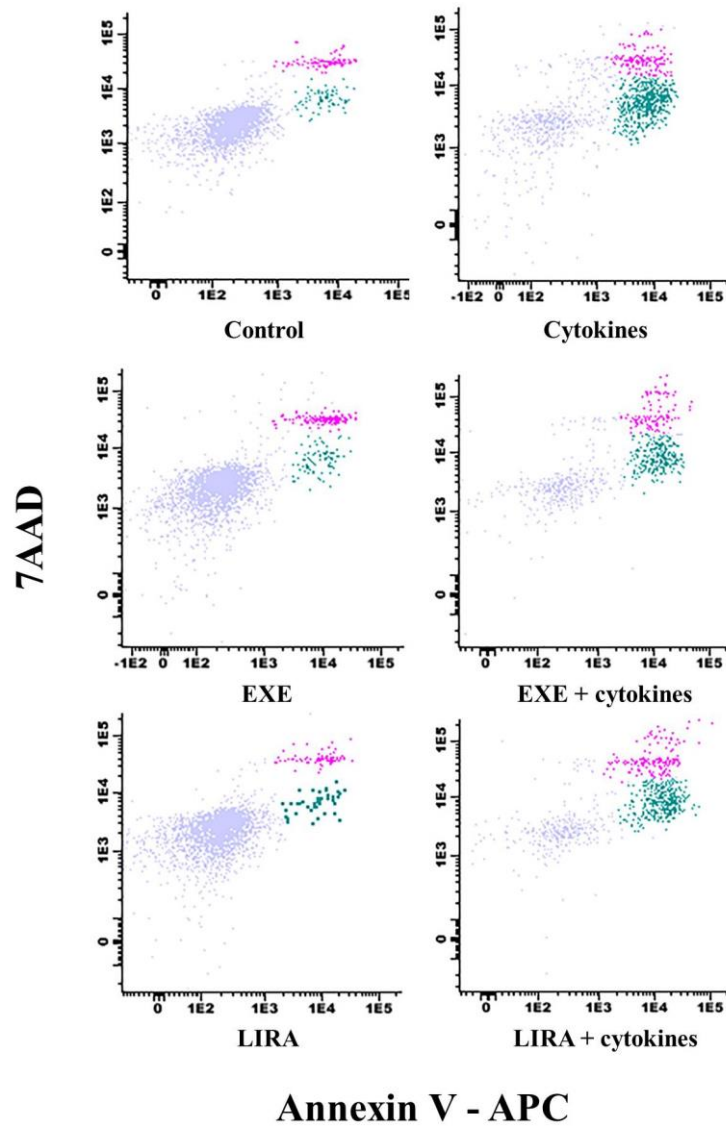 1E5
1E4
1E3
1E2
0
0 1E2 1E3 1E4 1E5
Control
1E5
1E4
1E3
0
-1E2 0 1E2 1E3 1E4 1E5
Cytokines
1E5
1E4
1E3
0
-1E2 0 1E2 1E3 1E4 1E5
EXE
1E5
1E4
1E3
0
0 1E2 1E3 1E4 1E5
EXE + cytokines
1E5
1E4
1E3
0
0 1E2 1E3 1E4 1E5
LIRA
1E5
1E4
1E3
0
0 1E2 1E3 1E4 1E5
LIRA + cytokines
7AAD
Annexin V - APC